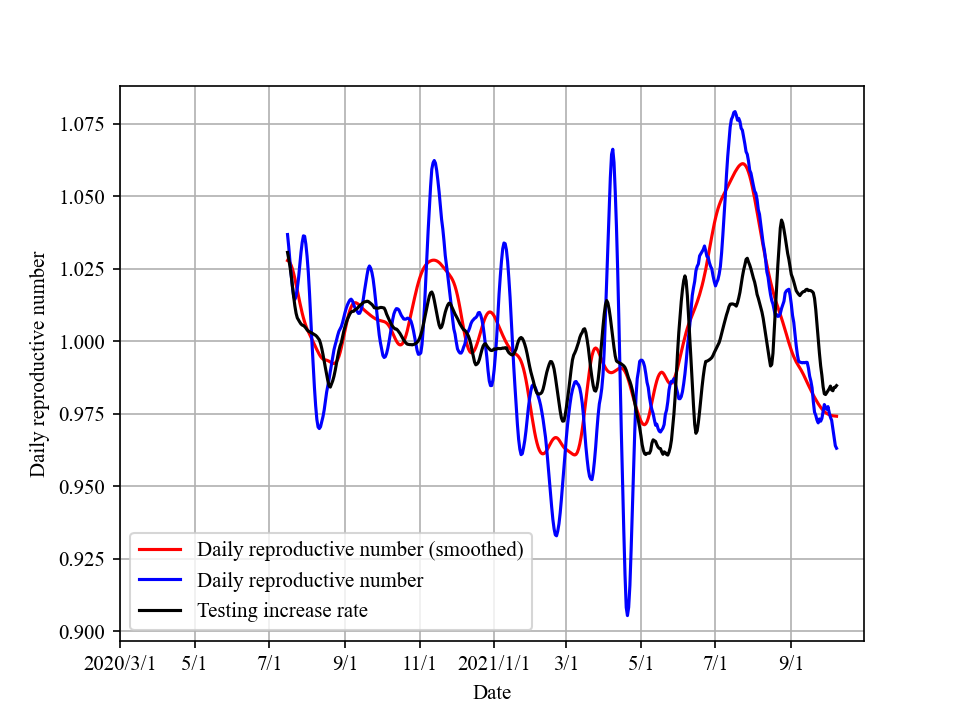 1.075
1.050
1.025
1.000
0.975
0.950
0.925
0.900
Daily reproductive number
Daily reproductive number (smoothed)
Daily reproductive number
Testing increase rate
2020/3/1 5/1 7/1 9/1 11/1 2021/1/1 3/1 5/1 7/1 9/1
Date